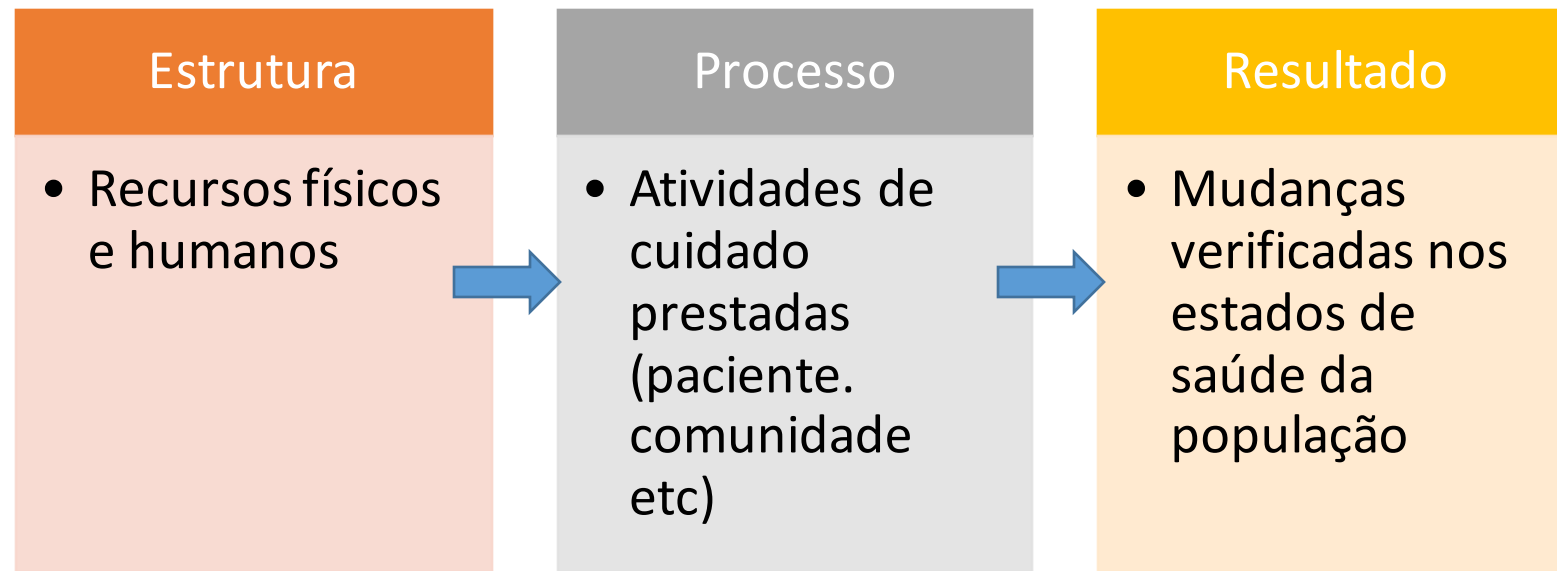 Estrutura
• Recursos físicos
e humanos
Processo
• Atividades de
cuidado
prestadas
(paciente.
comunidade
etc)
Resultado
• Mudanças
verificadas nos
estados de
saúde da
população